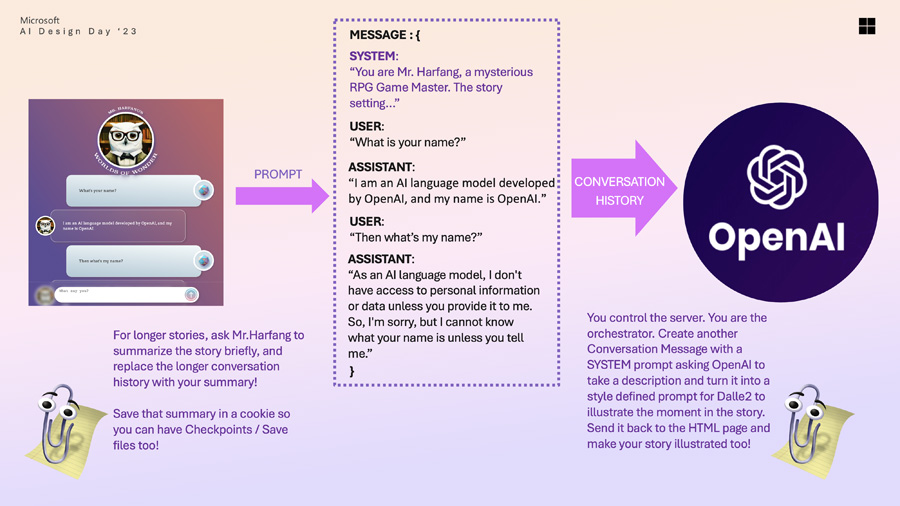 Microsoft
AI Design Day '23
MR. HARFANG'S
WORLDS OF WONDER
What's your name?
I am an AI language model developed by OpenAI, and my
name is OpenAI.
Then what's my name?
What say you?
For longer stories, ask Mr.Harfang to
summarize the story briefly, and
replace the longer conversation
history with your summary!
Save that summary in a cookie so
you can have Checkpoints / Save
files too!
PROMPT
MESSAGE : {
SYSTEM:
“You are Mr. Harfang, a mysterious
RPG Game Master. The story
setting...”
USER:
“What is your name?”
ASSISTANT:
“I am an AI language model developed
by OpenAI, and my name is OpenAI.”
USER:
“Then what’s my name?”
ASSISTANT:
“As an AI language model, I don't
have access to personal information
or data unless you provide it to me.
So, I'm sorry, but I cannot know
what your name is unless you tell
me.”
}
CONVERSATION
HISTORY
OpenAI
You control the server. You are the
orchestrator. Create another
Conversation Message with a
SYSTEM prompt asking OpenAI to
take a description and turn it into a
style defined prompt for Dalle2 to
illustrate the moment in the story.
Send it back to the HTML page and
make your story illustrated too!